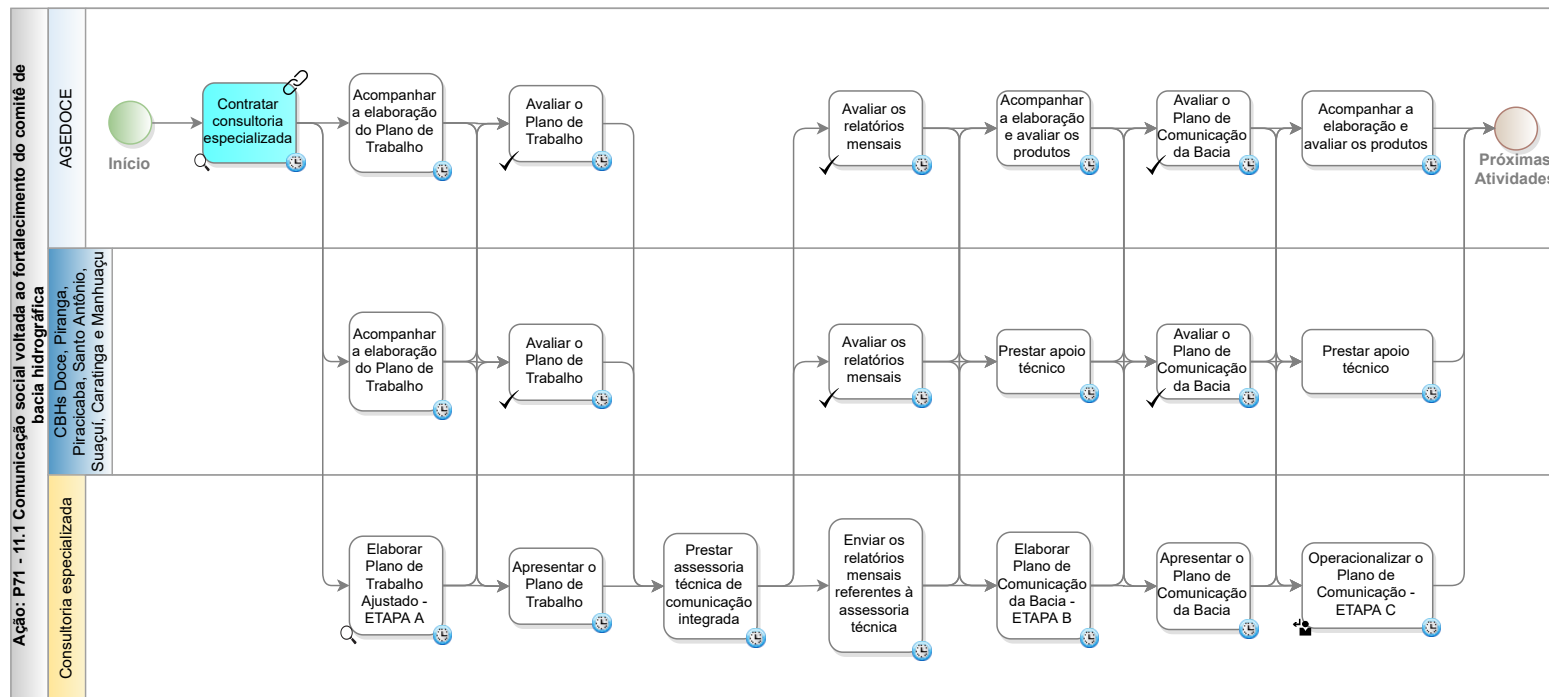 Ação: P71 - 11.1 Comunicação social voltada ao fortalecimento do comitê de
bacia hidrográfica
AGEDOCE
Início
Contratar
consultoria
especializada
Acompanhar
a elaboração
do Plano de
Trabalho
Avaliar o
Plano de
Trabalho
Avaliar os
relatórios
mensais
Acompanhar
a elaboração
e avaliar os
produtos
Avaliar o
Plano de
Comunicação
da Bacia
Acompanhar a
elaboração e
avaliar os produtos
Próximas
Atividades
CBHs Doce, Piranga,
Piracicaba, Santo Antônio,
Suaçuí, Caratinga e Manhuaçu
Acompanhar
a elaboração
do Plano de
Trabalho
Avaliar o
Plano de
Trabalho
Avaliar os
relatórios
mensais
Prestar apoio
técnico
Avaliar o
Plano de
Comunicação
da Bacia
Prestar apoio
técnico
Consultoria especializada
Elaborar
Plano de
Trabalho
Ajustado -
ETAPA A
Apresentar o
Plano de
Trabalho
Prestar
assessoria
técnica de
comunicação
integrada
Enviar os
relatórios
mensais
referentes à
assessoria
técnica
Elaborar
Plano de
Comunicação
da Bacia -
ETAPA B
Apresentar o
Plano de
Comunicação
da Bacia
Operacionalizar o
Plano de
Comunicação -
ETAPA C